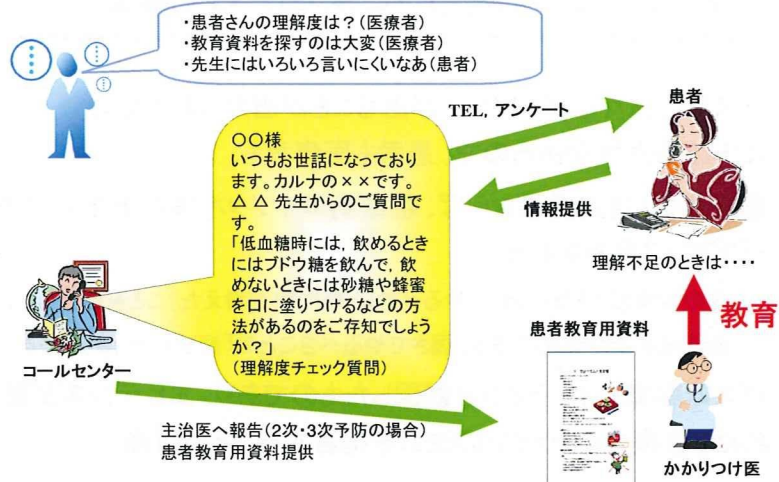 ・患者さんの理解度は？（医療者）
・教育資料を探すのは大変（医療者）
・先生にはいろいろ言いにくいなあ（患者）
TEL，アンケート
患者
〇〇様
いつもお世話になっており
ます。カルナの××です。
△△先生からのご質問で
す。
「低血糖時には，飲めるとき
にはブドウ糖を飲んで，飲
めないときには砂糖や蜂蜜
を口に塗りつけるなどの方
法があるのをご存知でしょう
か？」
（理解度チェック質問）
情報提供
理解不足のときは‥‥
教育
患者教育用資料
コールセンター
主治医へ報告（2次・3次予防の場合）
患者教育用資料提供
かかりつけ医